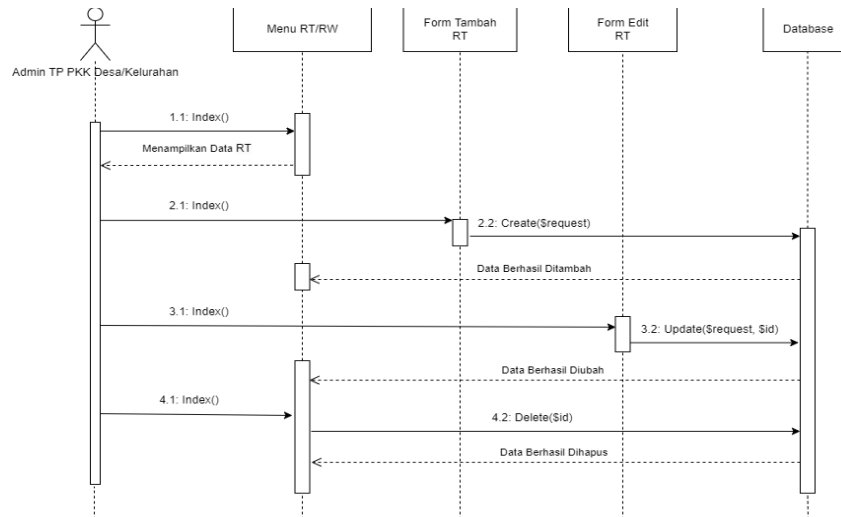 Menu RT/RW
Form Tambah
RT
Form Edit
RT
Database
Admin TP PKK Desa/Kelurahan
1.1: Index()
Menampilkan Data RT
2.1: Index()
2.2: Create($request)
Data Berhasil Ditambah
3.1: Index()
3.2: Update($request, $id)
Data Berhasil Diubah
4.1: Index()
4.2: Delete($id)
Data Berhasil Dihapus